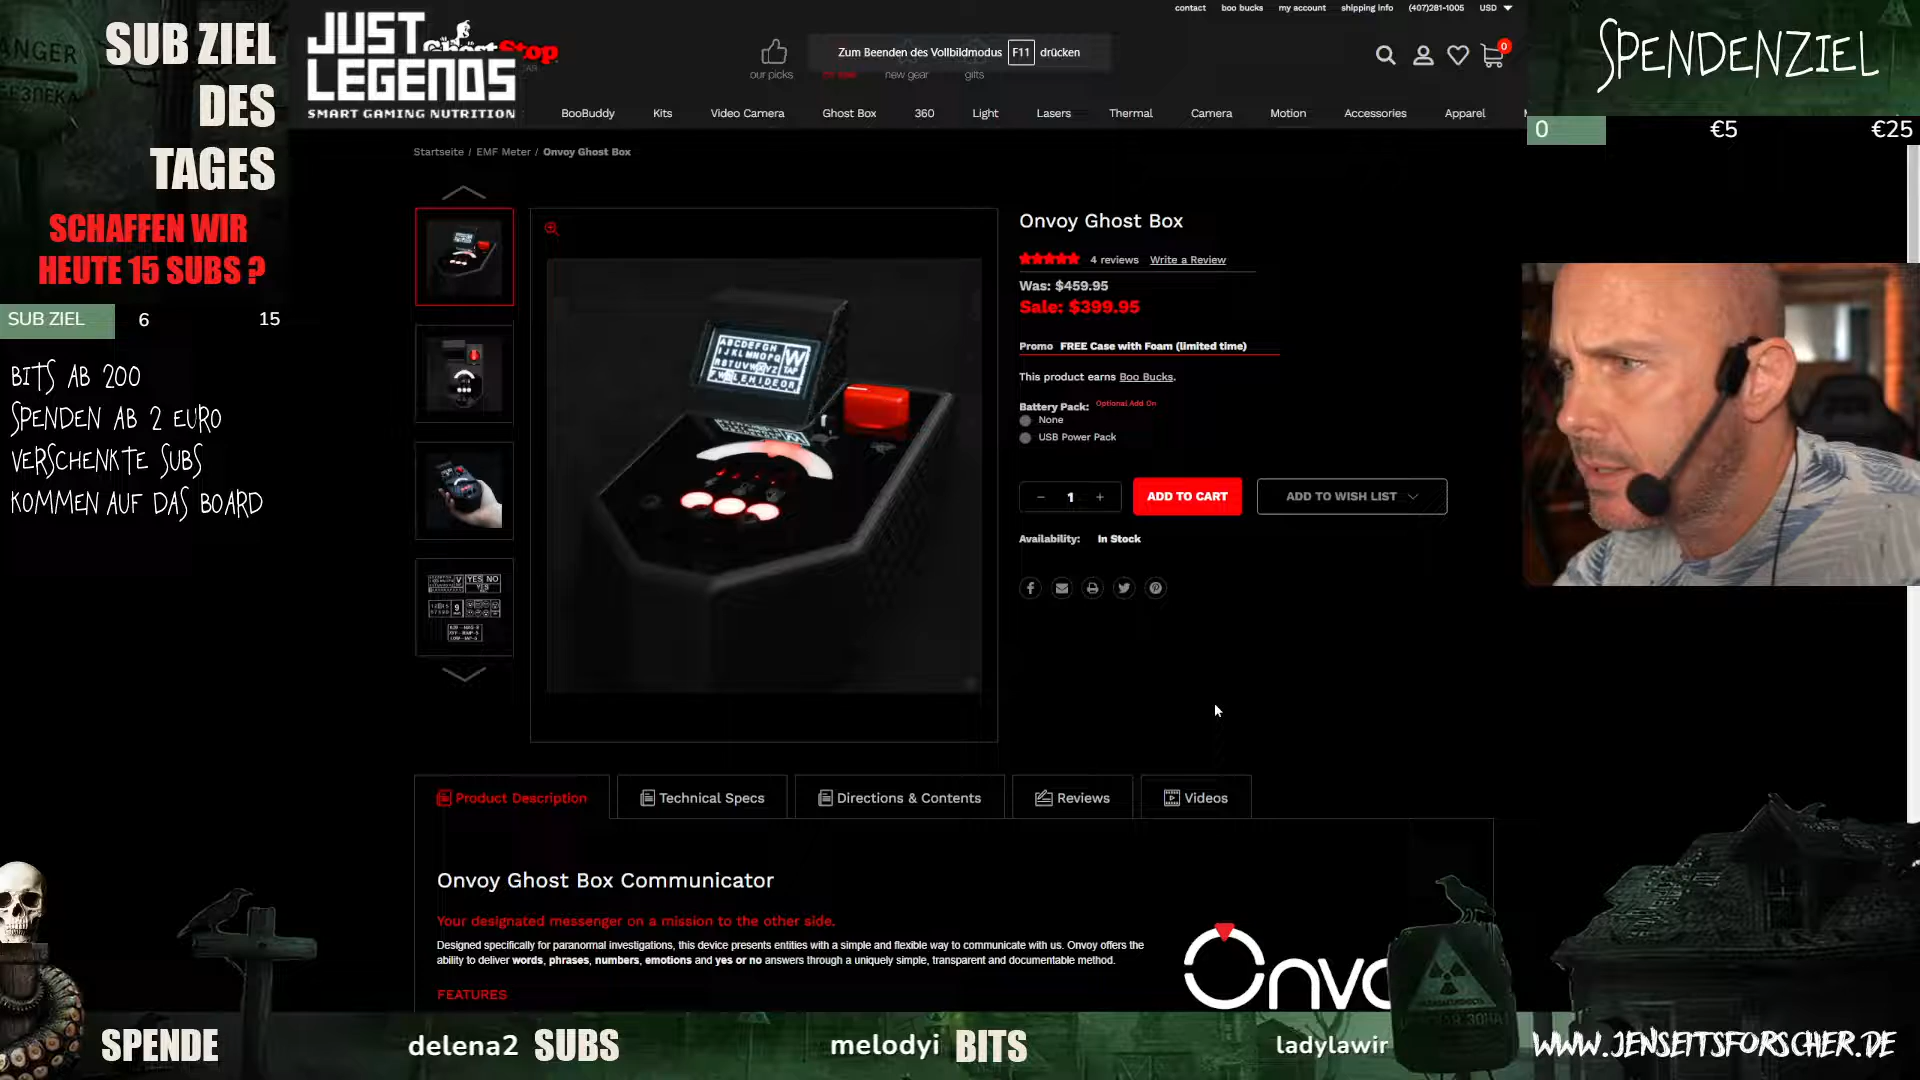 SUB ZIEL
DES
TAGES
SCHAFFEN WIR
HEUTE 15 SUBS ?
SUB ZIEL 6 15
BITS AB 200
SPENDEN AB 2 EURO
VERSCHENKTE SUBS
KOMMEN AUF DAS BOARD
JUST
LEGENDS
SMART GAMING NUTRITION
GhostStop
contact boo bucks my account shipping info (407)281-1005 USD
Zum Beenden des Vollbildmodus F11 drücken
our picks new gear gifts
0
BooBuddy Kits Video Camera Ghost Box 360 Light Lasers Thermal Camera Motion Accessories Apparel
SPENDENZIEL
0 €5 €25
Startseite / EMF Meter / Onvoy Ghost Box
Onvoy Ghost Box
4 reviews Write a Review
Was: $459.95
Sale: $399.95
Promo FREE Case with Foam (limited time)
This product earns Boo Bucks.
Battery Pack: Optional Add On
None
USB Power Pack
− 1 + ADD TO CART ADD TO WISH LIST
Availability: In Stock
ABCDEFGH
IJKLMNOPQ W
RSTUVWXYZ TAP
YES NO
Product Description Technical Specs Directions & Contents Reviews Videos
Onvoy Ghost Box Communicator
Your designated messenger on a mission to the other side.
Designed specifically for paranormal investigations, this device presents entities with a simple and flexible way to communicate with us. Onvoy offers the
ability to deliver words, phrases, numbers, emotions and yes or no answers through a uniquely simple, transparent and documentable method.
FEATURES
Onvo
SPENDE delena2 SUBS melodyi BITS ladylawir WWW.JENSEITSFORSCHER.DE